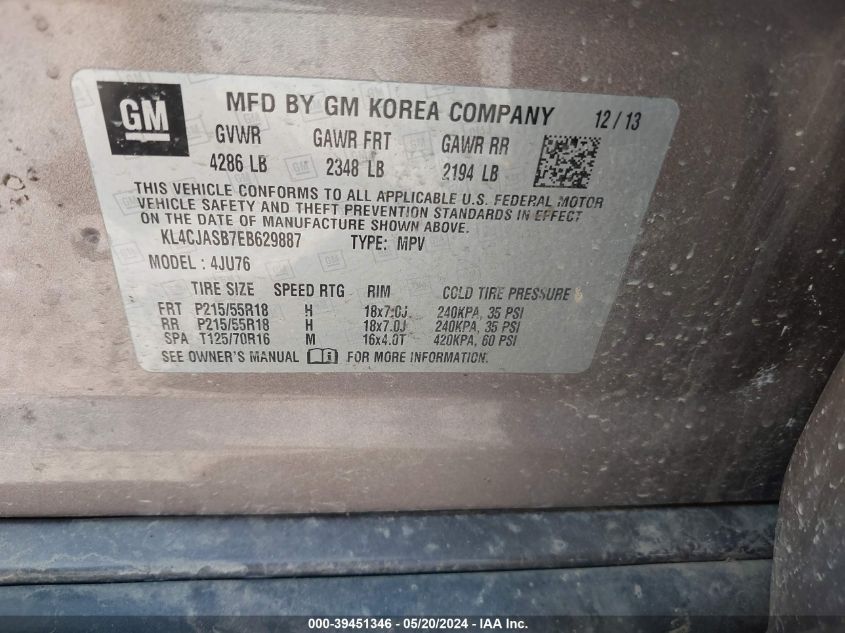 GM
MFD BY GM KOREA COMPANY 12/13
GVWR GAWR FRT GAWR RR
4286 LB 2348 LB 2194 LB
THIS VEHICLE CONFORMS TO ALL APPLICABLE U.S. FEDERAL MOTOR
VEHICLE SAFETY AND THEFT PREVENTION STANDARDS IN EFFECT
ON THE DATE OF MANUFACTURE SHOWN ABOVE.
KL4CJASB7EB629887 TYPE: MPV
MODEL : 4JU76
TIRE SIZE SPEED RTG RIM COLD TIRE PRESSURE
FRT P215/55R18 H 18x7.0J 240KPA, 35 PSI
RR P215/55R18 H 18x7.0J 240KPA, 35 PSI
SPA T125/70R16 M 16x4.0T 420KPA, 60 PSI
SEE OWNER'S MANUAL FOR MORE INFORMATION.
000-39451346 - 05/20/2024 - IAA Inc.